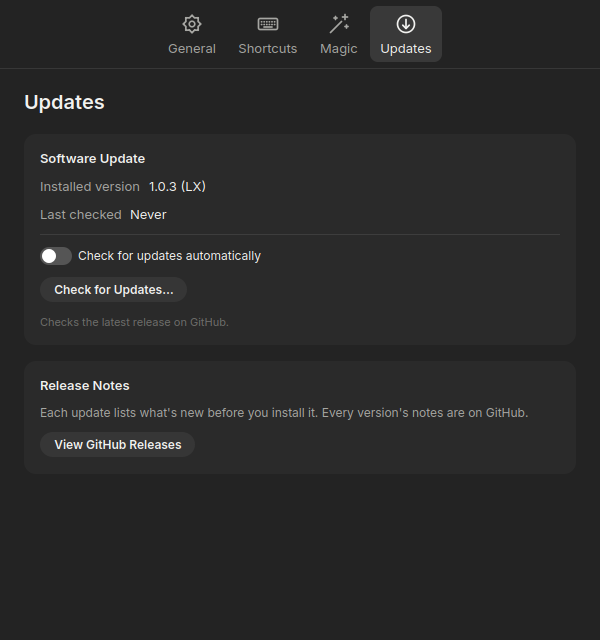 General
Shortcuts
Magic
Updates
Updates
Software Update
Installed version 1.0.3 (LX)
Last checked Never
Check for updates automatically
Check for Updates...
Checks the latest release on GitHub.
Release Notes
Each update lists what's new before you install it. Every version's notes are on GitHub.
View GitHub Releases